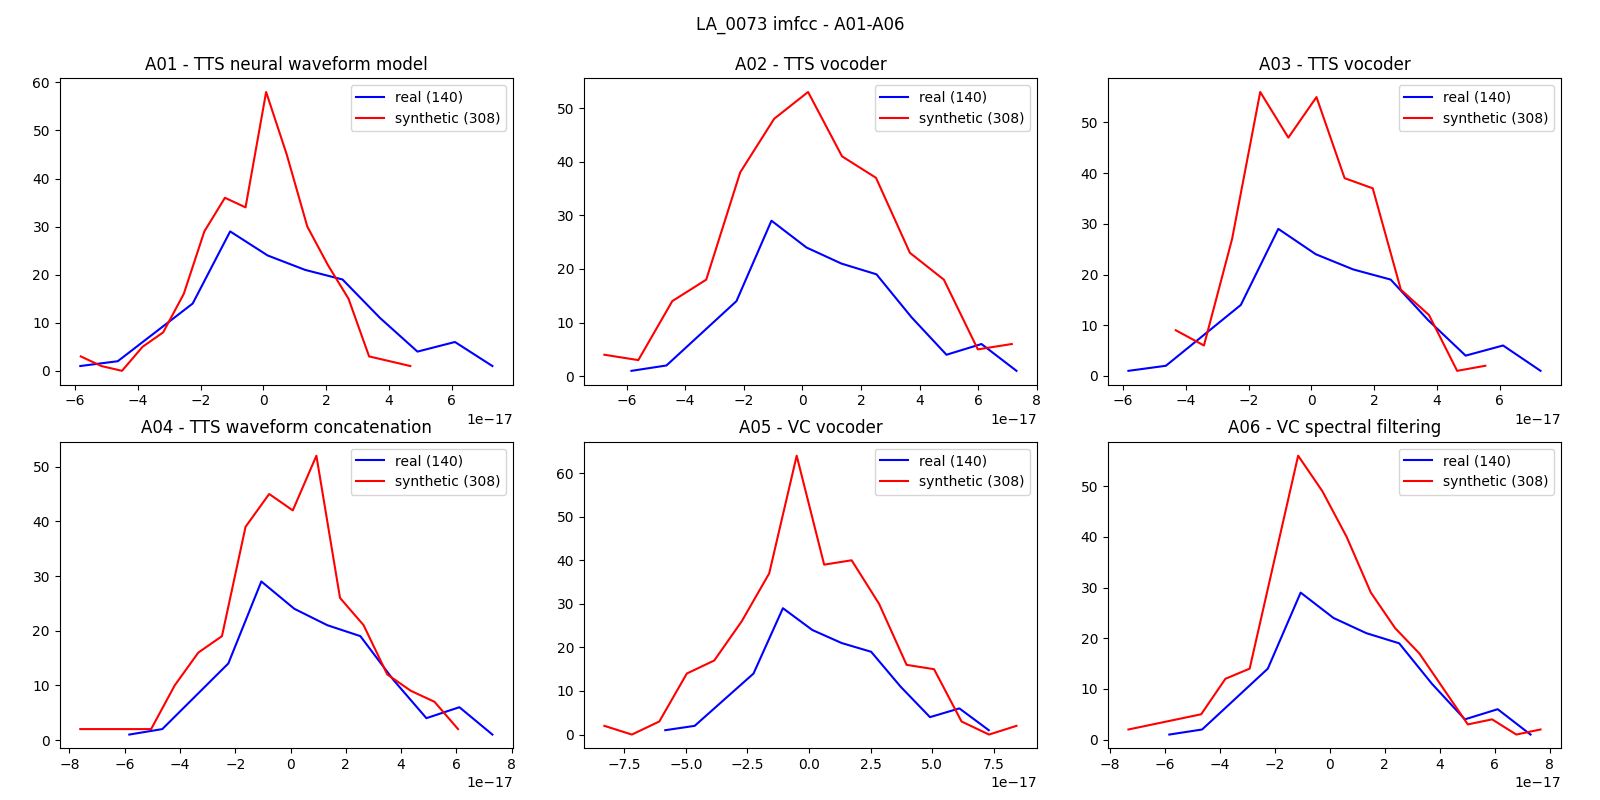 LA_0073 imfcc - A01-A06
A01 - TTS neural waveform model
60
50
40
30
20
10
0
real (140)
synthetic (308)
−6 −4 −2 0 2 4 6
1e−17
A02 - TTS vocoder
50
40
30
20
10
0
real (140)
synthetic (308)
−6 −4 −2 0 2 4 6 8
1e−17
A03 - TTS vocoder
50
40
30
20
10
0
real (140)
synthetic (308)
−6 −4 −2 0 2 4 6
1e−17
A04 - TTS waveform concatenation
50
40
30
20
10
0
real (140)
synthetic (308)
−8 −6 −4 −2 0 2 4 6 8
1e−17
A05 - VC vocoder
60
50
40
30
20
10
0
real (140)
synthetic (308)
−7.5 −5.0 −2.5 0.0 2.5 5.0 7.5
1e−17
A06 - VC spectral filtering
50
40
30
20
10
0
real (140)
synthetic (308)
−8 −6 −4 −2 0 2 4 6 8
1e−17